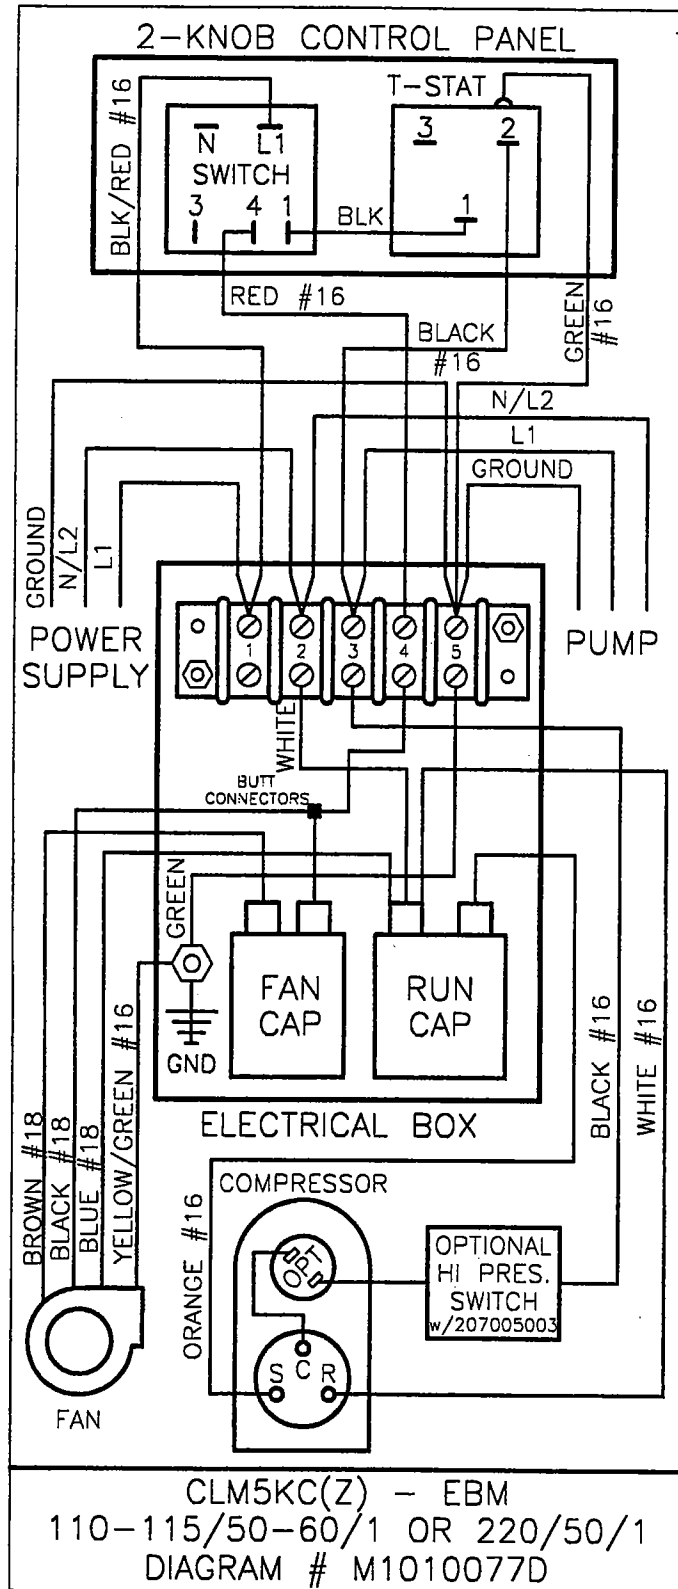 2-KNOB CONTROL PANEL
T-STAT
BLK/RED #16
N L1
SWITCH
3 4 1
3 2
1
BLK
GREEN #16
RED #16
BLACK #16
N/L2
L1
GROUND
GROUND
N/L2
L1
POWER SUPPLY
1 2 3 4 5
PUMP
WHITE
BUTT
CONNECTORS
GREEN
FAN
CAP
RUN
CAP
GND
ELECTRICAL BOX
BROWN #18
BLACK #18
BLUE #18
YELLOW/GREEN #16
BLACK #16
WHITE #16
ORANGE #16
COMPRESSOR
OPT
S C R
OPTIONAL
HI PRES.
SWITCH
w/207005003
FAN
CLM5KC(Z) - EBM
110-115/50-60/1 OR 220/50/1
DIAGRAM # M1010077D